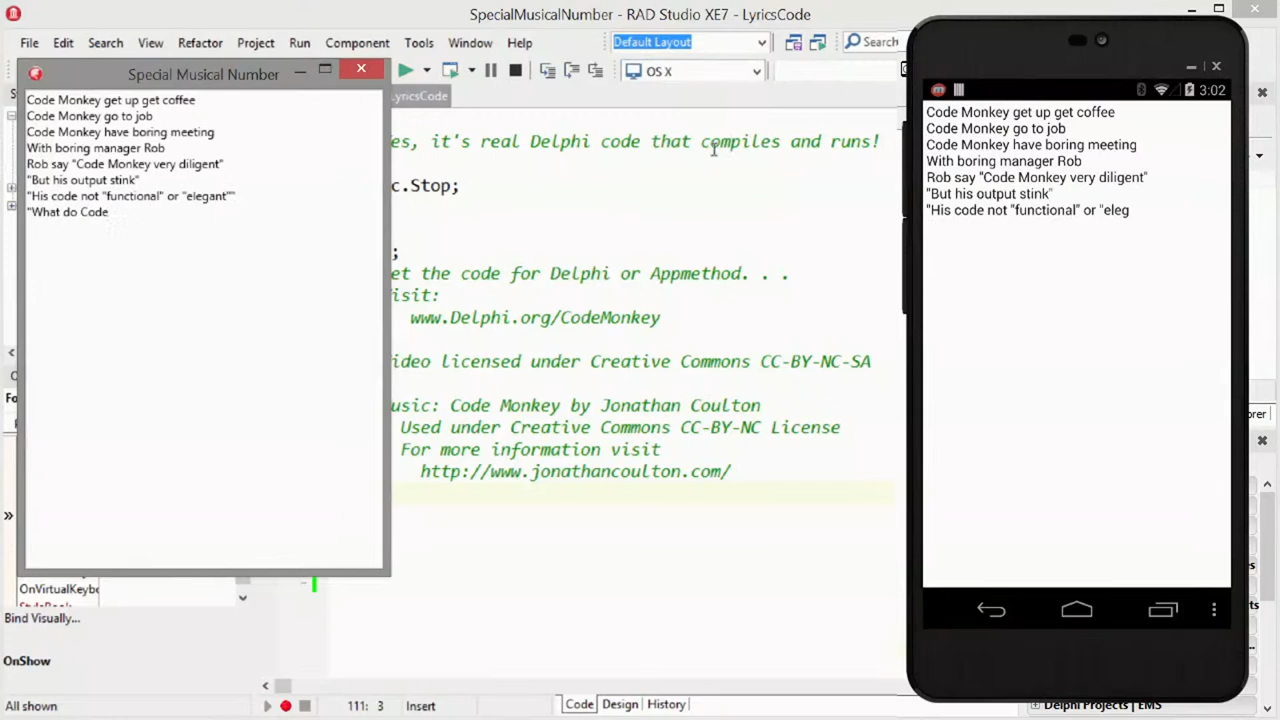 SpecialMusicalNumber - RAD Studio XE7 - LyricsCode
File Edit Search View Refactor Project Run Component Tools Window Help
Default Layout
Search
OS X
Special Musical Number
Code Monkey get up get coffee
Code Monkey go to job
Code Monkey have boring meeting
With boring manager Rob
Rob say "Code Monkey very diligent"
"But his output stink"
"His code not "functional" or "elegant""
"What do Code
LyricsCode
es, it's real Delphi code that compiles and runs!
c.Stop;
;
et the code for Delphi or Appmethod. . .
isit:
www.Delphi.org/CodeMonkey
ideo licensed under Creative Commons CC-BY-NC-SA
usic: Code Monkey by Jonathan Coulton
Used under Creative Commons CC-BY-NC License
For more information visit
http://www.jonathancoulton.com/
3:02
Code Monkey get up get coffee
Code Monkey go to job
Code Monkey have boring meeting
With boring manager Rob
Rob say "Code Monkey very diligent"
"But his output stink"
"His code not "functional" or "eleg
OnVirtualKeybo
Bind Visually...
OnShow
All shown
111: 3
Insert
Code Design History
Delphi Projects | EMS